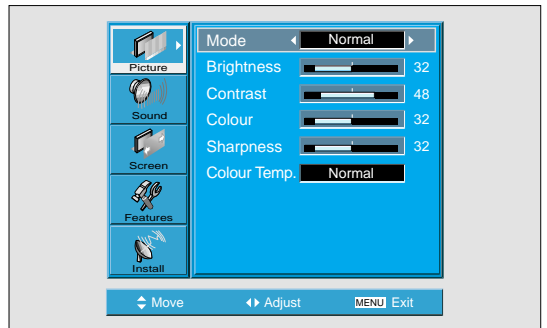 Picture
Sound
Screen
Features
Install
Mode Normal
Brightness 32
Contrast 48
Colour 32
Sharpness 32
Colour Temp. Normal
Move Adjust MENU Exit